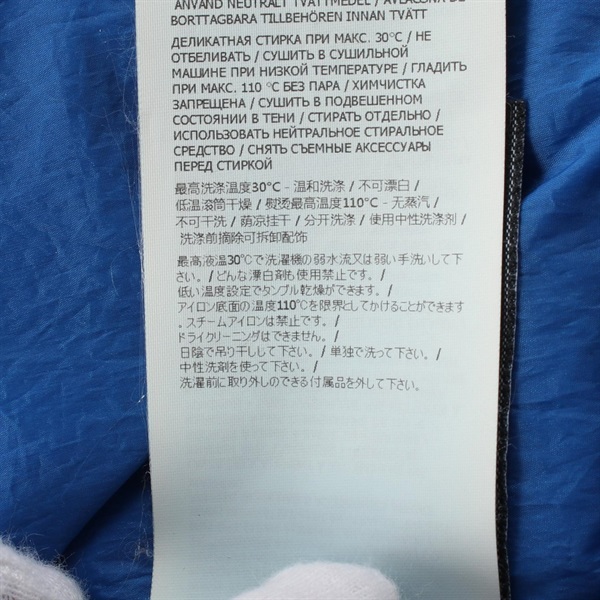 ANVÄND NEUTRALT TVÄTTMEDEL / AVLÄGSNA DE
BORTTAGBARA TILLBEHÖREN INNAN TVÄTT
ДЕЛИКАТНАЯ СТИРКА ПРИ МАКС. 30°C / НЕ
ОТБЕЛИВАТЬ / СУШИТЬ В СУШИЛЬНОЙ
МАШИНЕ ПРИ НИЗКОЙ ТЕМПЕРАТУРЕ / ГЛАДИТЬ
ПРИ МАКС. 110 °C БЕЗ ПАРА / ХИМЧИСТКА
ЗАПРЕЩЕНА / СУШИТЬ В ПОДВЕШЕННОМ
СОСТОЯНИИ В ТЕНИ / СТИРАТЬ ОТДЕЛЬНО /
ИСПОЛЬЗОВАТЬ НЕЙТРАЛЬНОЕ СТИРАЛЬНОЕ
СРЕДСТВО / СНЯТЬ СЪЕМНЫЕ АКСЕССУАРЫ
ПЕРЕД СТИРКОЙ
最高洗涤温度30°C - 温和洗涤 / 不可漂白 /
低温滚筒干燥 / 熨烫最高温度110°C - 无蒸汽 /
不可干洗 / 荫凉挂干 / 分开洗涤 / 使用中性洗涤剂 /
洗涤前摘除可拆卸配饰
最高液温30℃で洗濯機の弱水流又は弱い手洗いして下
さい。/ どんな漂白剤も使用禁止です。/
低い温度設定でタンブル乾燥ができます。/
アイロン底面の温度110℃を限界としてかけることができます
。スチームアイロンは禁止です。/
ドライクリーニングはできません。/
日陰で吊り干しして下さい。/ 単独で洗って下さい。/
中性洗剤を使って下さい。/
洗濯前に取り外しのできる付属品を外して下さい。